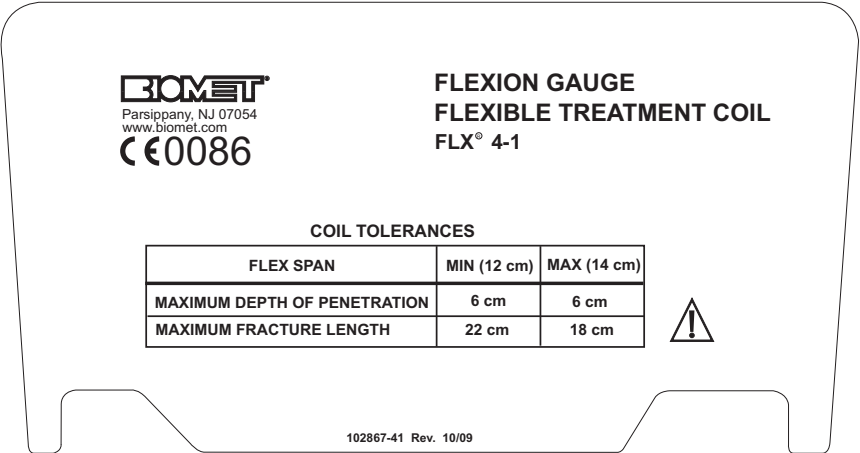 BIOMET®
Parsippany, NJ 07054
www.biomet.com
CE0086
FLEXION GAUGE
FLEXIBLE TREATMENT COIL
FLX® 4-1
COIL TOLERANCES
FLEX SPAN MIN (12 cm) MAX (14 cm)
MAXIMUM DEPTH OF PENETRATION 6 cm 6 cm
MAXIMUM FRACTURE LENGTH 22 cm 18 cm
!
102867-41 Rev. 10/09